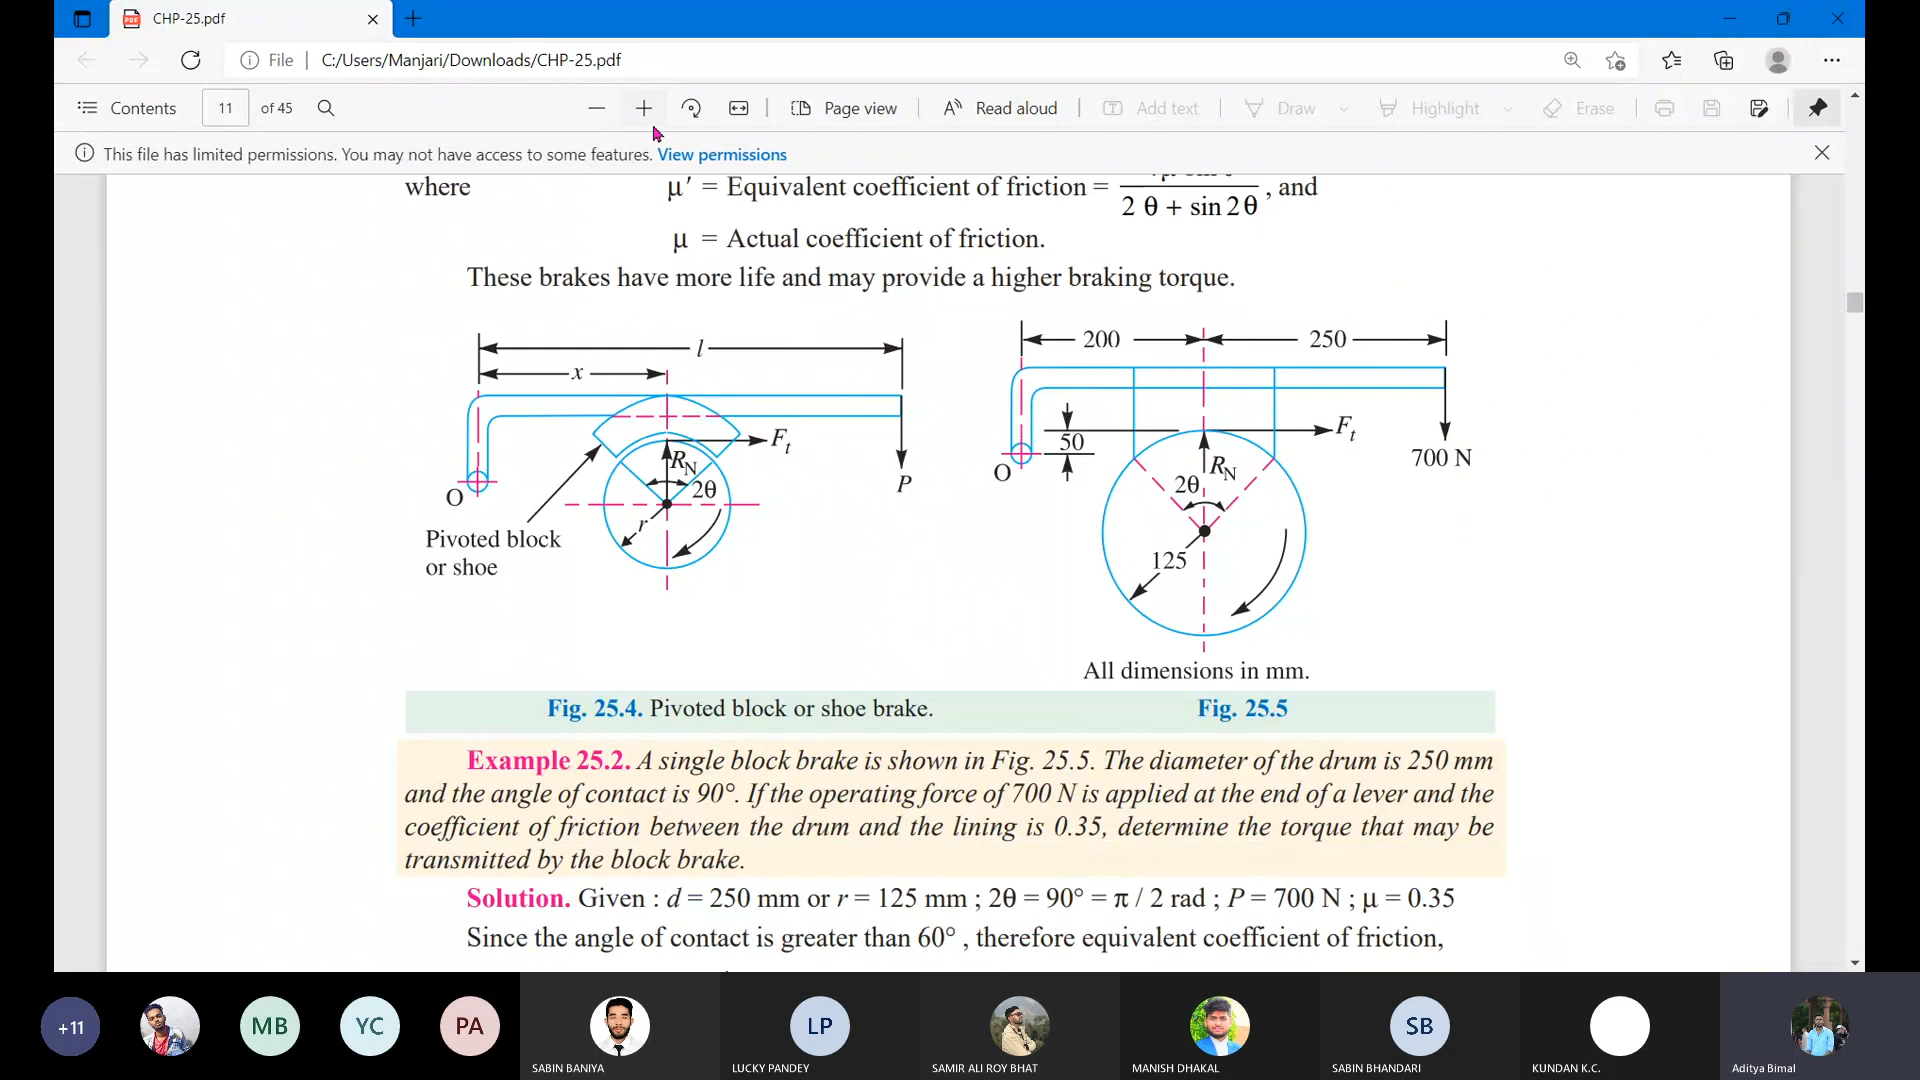 CHP-25.pdf
File
C:/Users/Manjari/Downloads/CHP-25.pdf
Contents
11
of 45
Page view
Read aloud
Add text
Draw
Highlight
Erase
This file has limited permissions. You may not have access to some features. View permissions
where μ′ = Equivalent coefficient of friction = 2 θ + sin 2θ , and
μ = Actual coefficient of friction.
These brakes have more life and may provide a higher braking torque.
l
x
Ft
RN
2θ
P
O
r
Pivoted block
or shoe
200
250
Ft
50
700 N
O
RN
2θ
125
All dimensions in mm.
Fig. 25.4. Pivoted block or shoe brake.
Fig. 25.5
Example 25.2. A single block brake is shown in Fig. 25.5. The diameter of the drum is 250 mm
and the angle of contact is 90°. If the operating force of 700 N is applied at the end of a lever and the
coefficient of friction between the drum and the lining is 0.35, determine the torque that may be
transmitted by the block brake.
Solution. Given : d = 250 mm or r = 125 mm ; 2θ = 90° = π / 2 rad ; P = 700 N ; μ = 0.35
Since the angle of contact is greater than 60° , therefore equivalent coefficient of friction,
+11
MB
YC
PA
SABIN BANIYA
LP
LUCKY PANDEY
SAMIR ALI ROY BHAT
MANISH DHAKAL
SB
SABIN BHANDARI
KUNDAN K.C.
Aditya Bimal